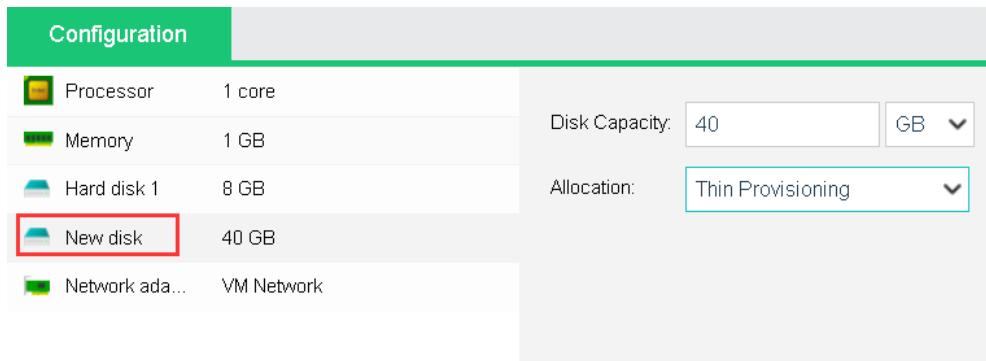 Configuration
Processor 1 core
Memory 1 GB
Hard disk 1 8 GB
New disk 40 GB
Network ada... VM Network
Disk Capacity: 40 GB
Allocation: Thin Provisioning